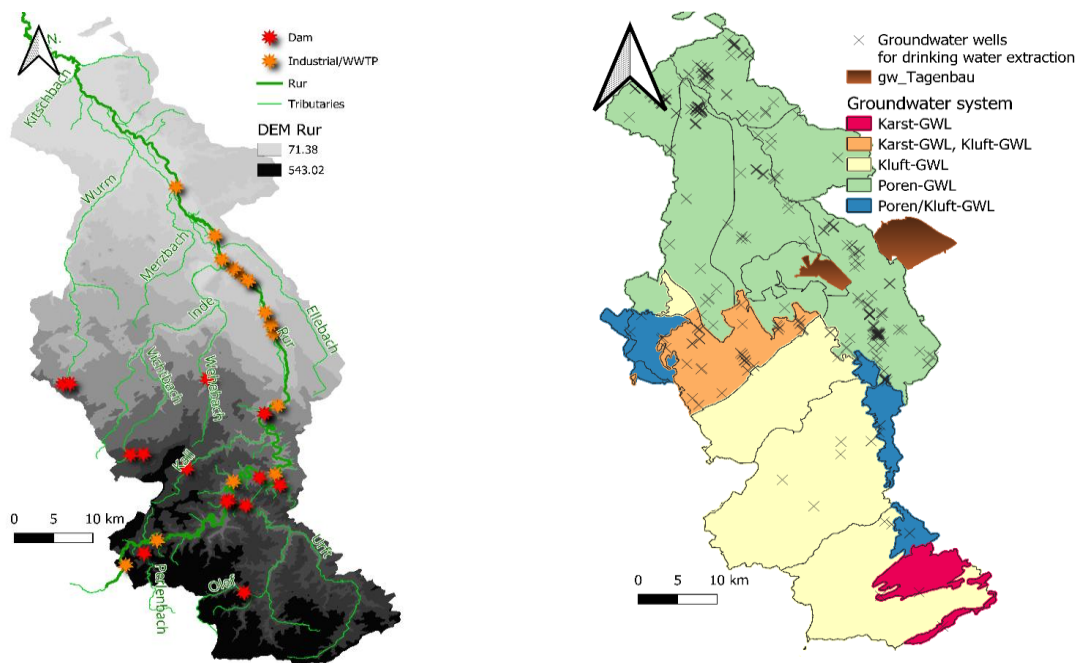 N.
Dam
Industrial/WWTP
Rur
Tributaries
DEM Rur
71.38
543.02
Kitschbach
Wurm
Merzbach
Inde
Ellebach
Rur
Vichtbach
Wehebach
Kall
Urft
Olef
Perlenbach
0 5 10 km
Groundwater wells
for drinking water extraction
gw_Tagenbau
Groundwater system
Karst-GWL
Karst-GWL, Kluft-GWL
Kluft-GWL
Poren-GWL
Poren/Kluft-GWL
0 5 10 km